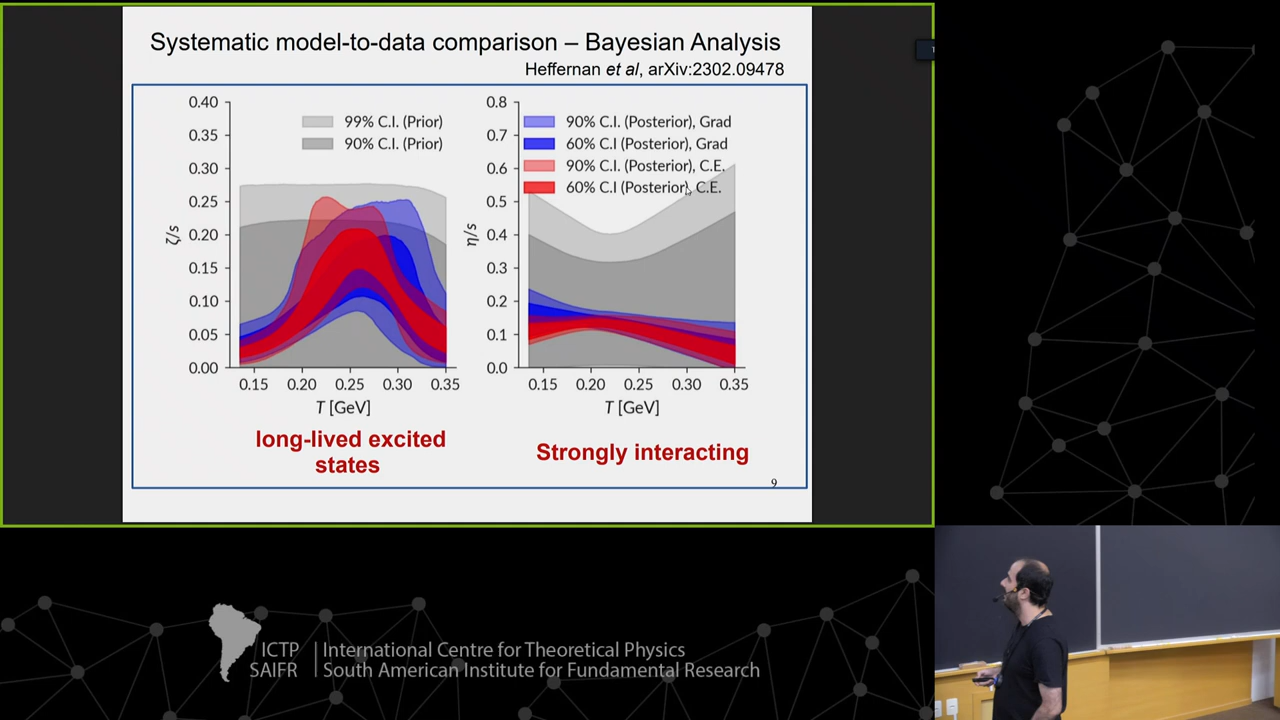 Systematic model-to-data comparison – Bayesian Analysis
Heffernan et al, arXiv:2302.09478
0.40
0.35
0.30
0.25
0.20
0.15
0.10
0.05
0.00
ζ/s
99% C.I. (Prior)
90% C.I. (Prior)
0.15 0.20 0.25 0.30 0.35
T [GeV]
0.8
0.7
0.6
0.5
0.4
0.3
0.2
0.1
0.0
η/s
90% C.I. (Posterior), Grad
60% C.I (Posterior), Grad
90% C.I. (Posterior), C.E.
60% C.I (Posterior), C.E.
0.15 0.20 0.25 0.30 0.35
T [GeV]
long-lived excited
states
Strongly interacting
9
ICTP
SAIFR
International Centre for Theoretical Physics
South American Institute for Fundamental Research